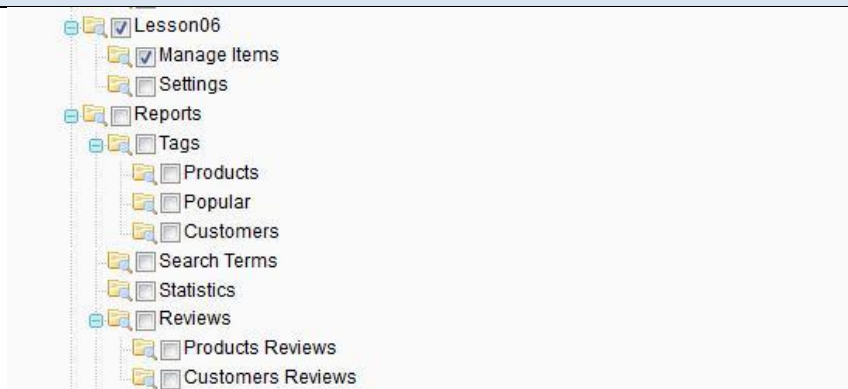 Lesson06
Manage Items
Settings
Reports
Tags
Products
Popular
Customers
Search Terms
Statistics
Reviews
Products Reviews
Customers Reviews